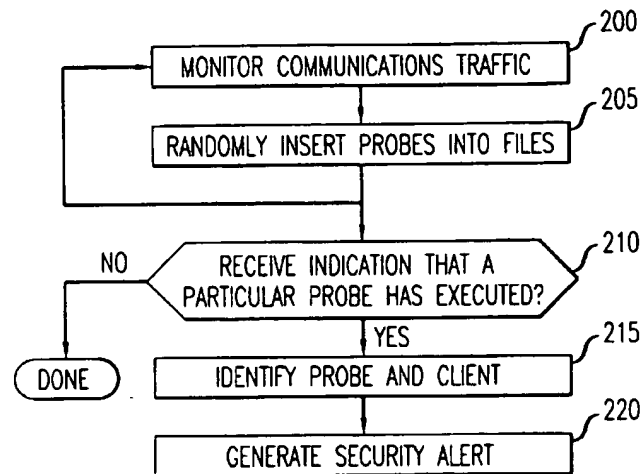 200
MONITOR COMMUNICATIONS TRAFFIC
205
RANDOMLY INSERT PROBES INTO FILES
210
NO
RECEIVE INDICATION THAT A
PARTICULAR PROBE HAS EXECUTED?
YES
215
DONE
IDENTIFY PROBE AND CLIENT
220
GENERATE SECURITY ALERT